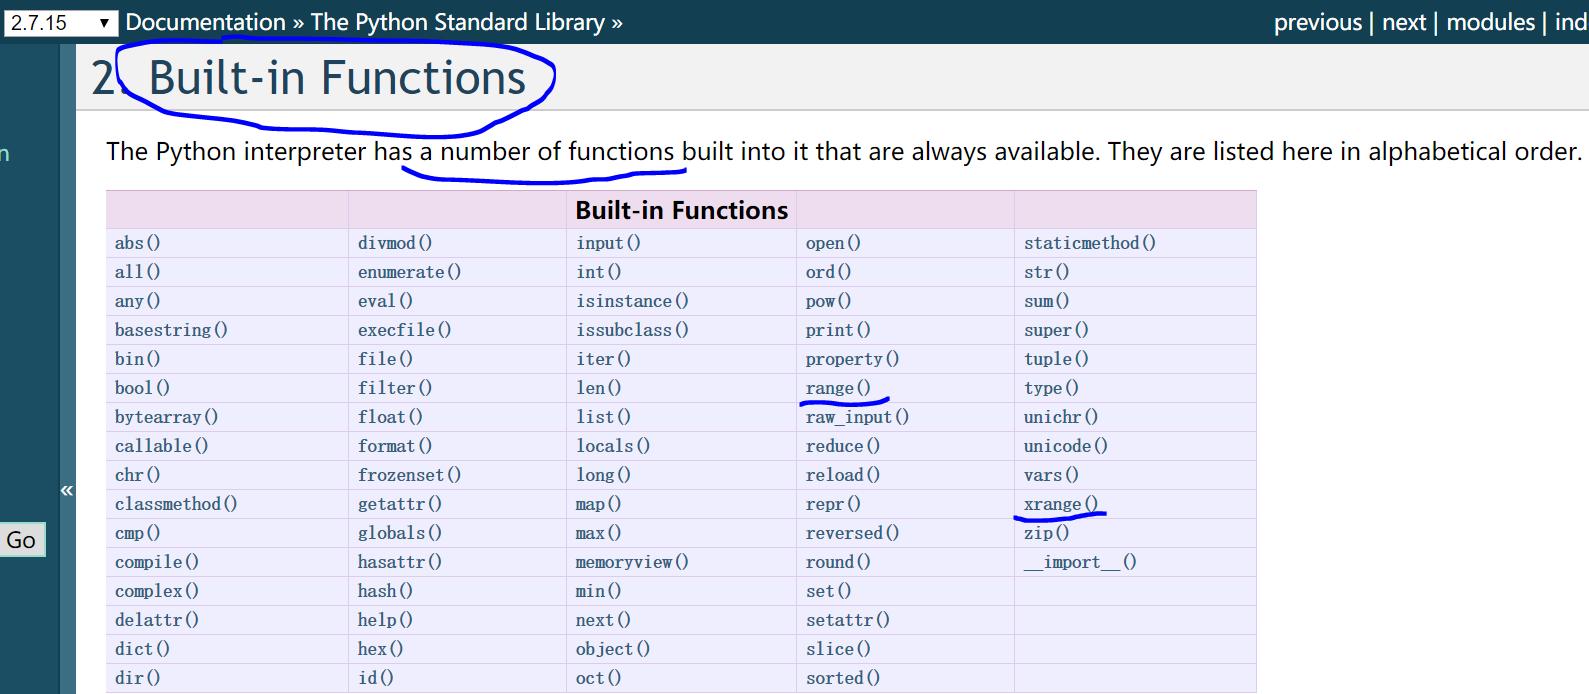 2.7.15 ▼ Documentation » The Python Standard Library » previous | next | modules | ind
2. Built-in Functions
n
The Python interpreter has a number of functions built into it that are always available. They are listed here in alphabetical order.
Built-in Functions
abs() divmod() input() open() staticmethod()
all() enumerate() int() ord() str()
any() eval() isinstance() pow() sum()
basestring() execfile() issubclass() print() super()
bin() file() iter() property() tuple()
bool() filter() len() range() type()
bytearray() float() list() raw_input() unichr()
callable() format() locals() reduce() unicode()
chr() frozenset() long() reload() vars()
«
classmethod() getattr() map() repr() xrange()
cmp() globals() max() reversed() zip()
Go
compile() hasattr() memoryview() round() __import__()
complex() hash() min() set()
delattr() help() next() setattr()
dict() hex() object() slice()
dir() id() oct() sorted()